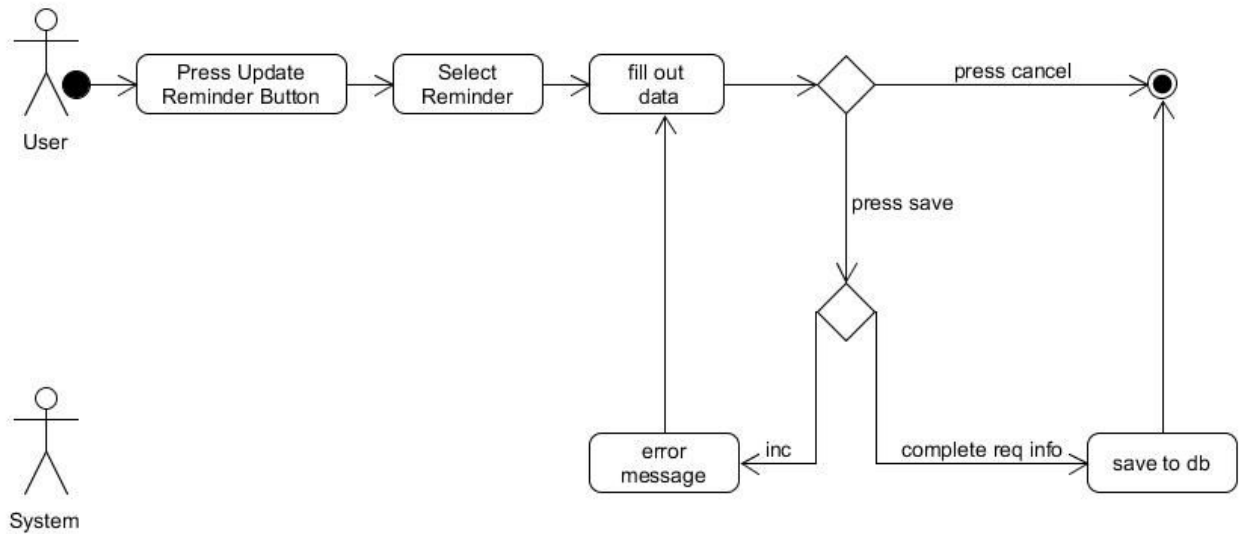 Press Update
Reminder Button
Select
Reminder
fill out
data
press cancel
User
press save
error
message
inc
complete req info
save to db
System